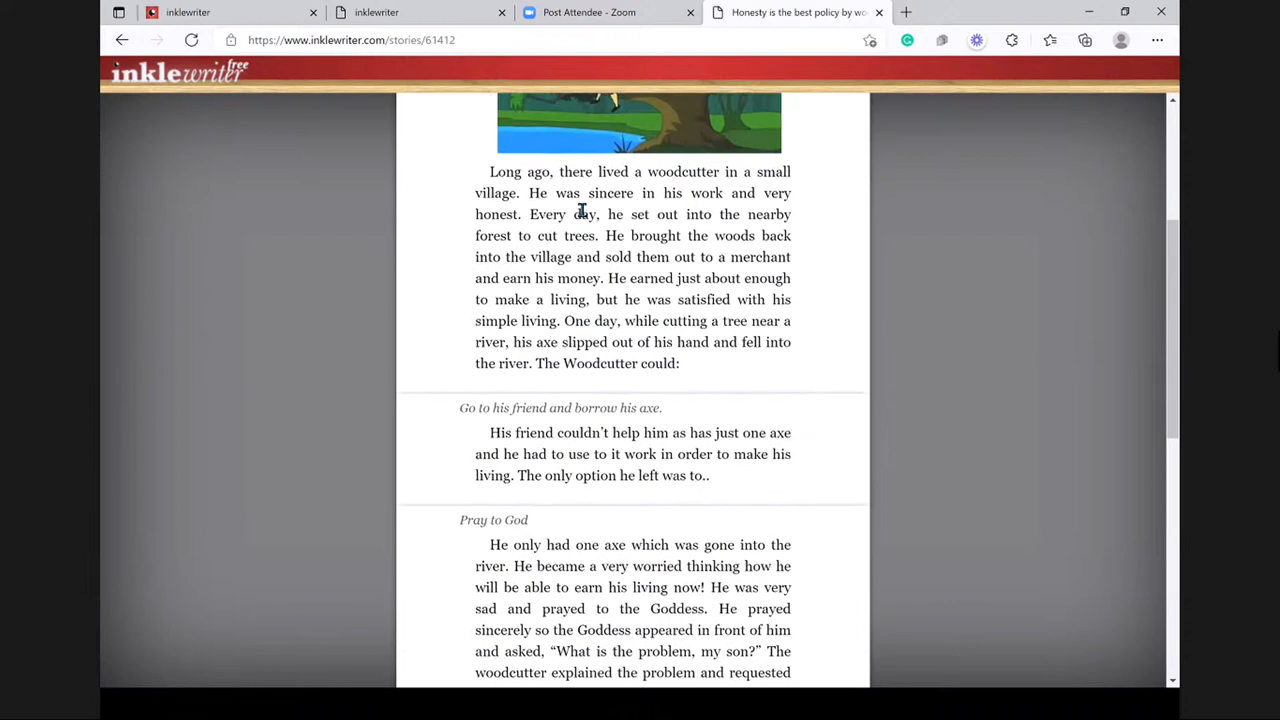 inklewriter
inklewriter
Post Attendee - Zoom
Honesty is the best policy by wo
https://www.inklewriter.com/stories/61412
inklewriter free
Long ago, there lived a woodcutter in a small
village. He was sincere in his work and very
honest. Every day, he set out into the nearby
forest to cut trees. He brought the woods back
into the village and sold them out to a merchant
and earn his money. He earned just about enough
to make a living, but he was satisfied with his
simple living. One day, while cutting a tree near a
river, his axe slipped out of his hand and fell into
the river. The Woodcutter could:
Go to his friend and borrow his axe.
His friend couldn't help him as has just one axe
and he had to use to it work in order to make his
living. The only option he left was to..
Pray to God
He only had one axe which was gone into the
river. He became a very worried thinking how he
will be able to earn his living now! He was very
sad and prayed to the Goddess. He prayed
sincerely so the Goddess appeared in front of him
and asked, “What is the problem, my son?” The
woodcutter explained the problem and requested